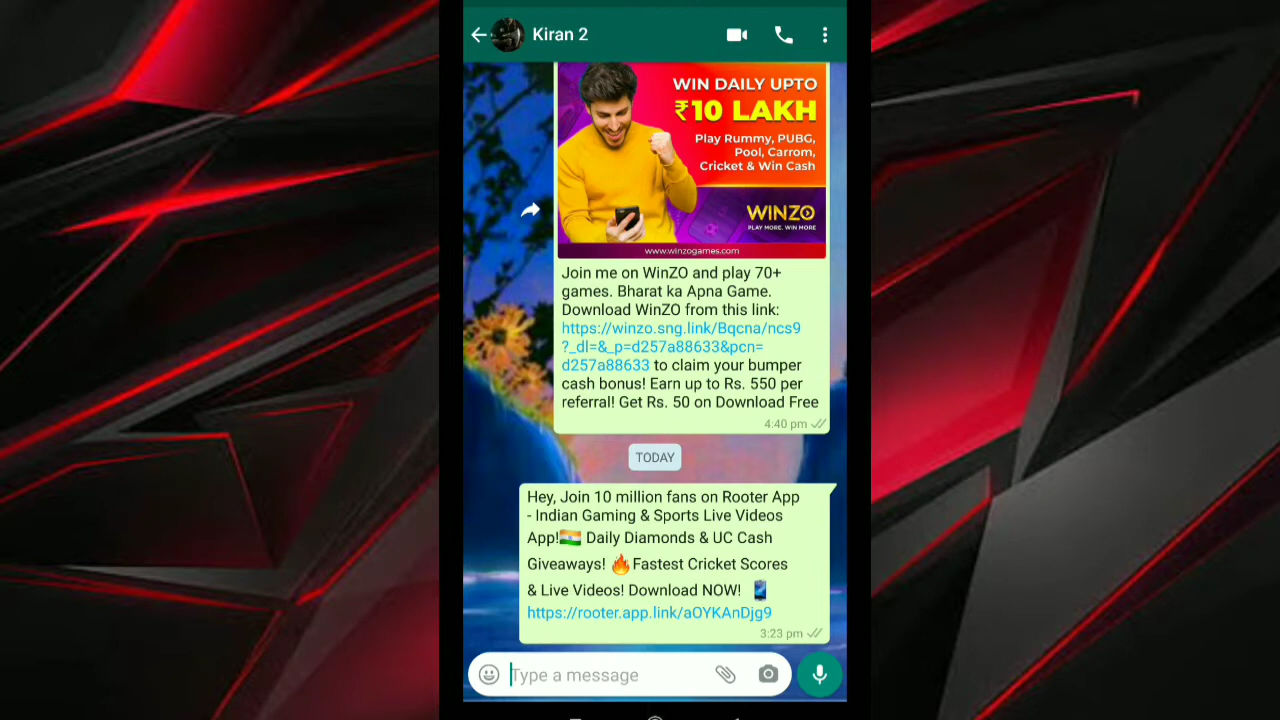 Kiran 2
WIN DAILY UPTO
₹10 LAKH
Play Rummy, PUBG,
Pool, Carrom,
Cricket & Win Cash
WINZO
PLAY MORE. WIN MORE
www.winzogames.com
Join me on WinZO and play 70+
games. Bharat ka Apna Game.
Download WinZO from this link:
https://winzo.sng.link/Bqcna/ncs9
?_dl=&_p=d257a88633&pcn=
d257a88633 to claim your bumper
cash bonus! Earn up to Rs. 550 per
referral! Get Rs. 50 on Download Free
4:40 pm
TODAY
Hey, Join 10 million fans on Rooter App
- Indian Gaming & Sports Live Videos
App!🇮🇳 Daily Diamonds & UC Cash
Giveaways! 🔥Fastest Cricket Scores
& Live Videos! Download NOW! 📱
https://rooter.app.link/aOYKAnDjg9
3:23 pm
Type a message